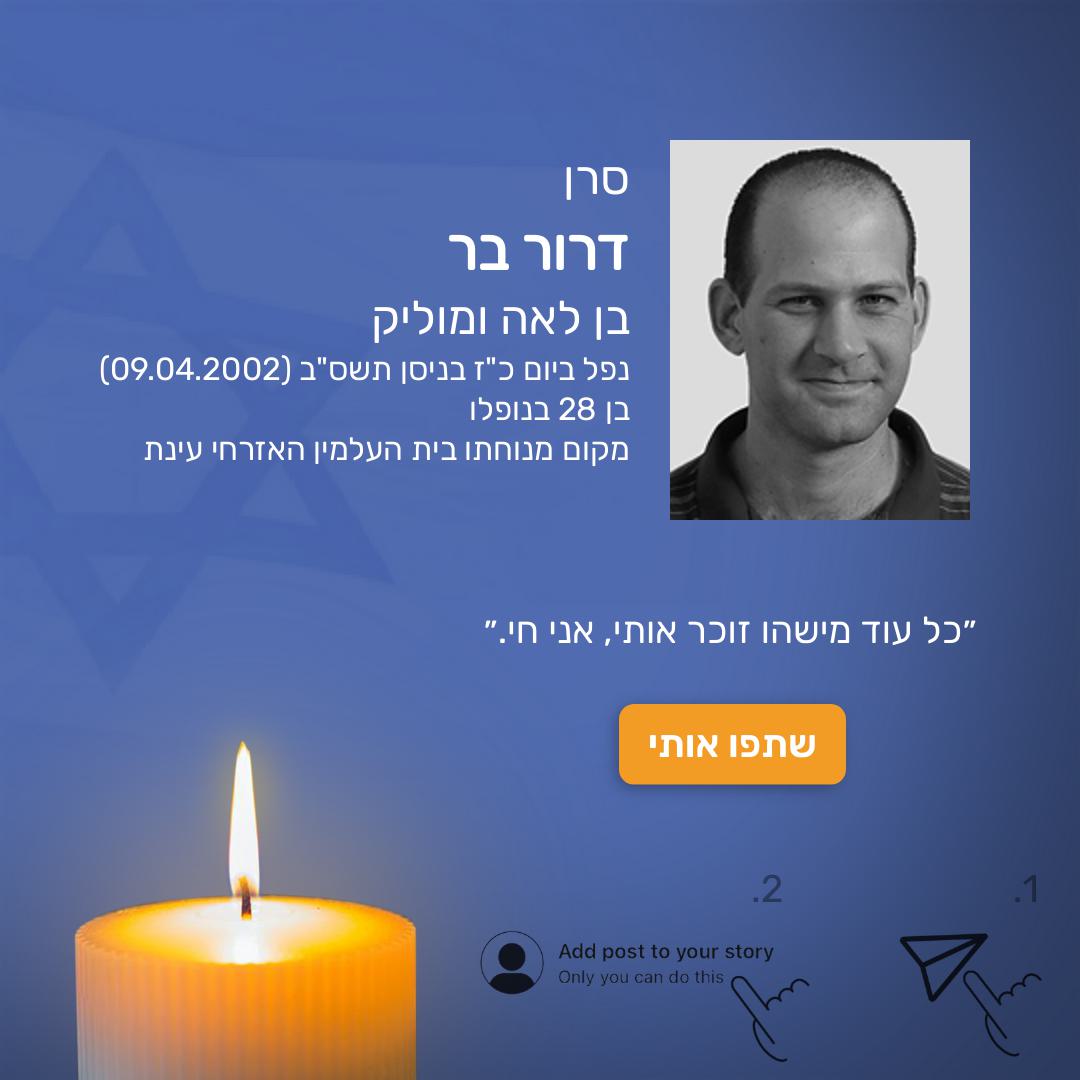 סרן
דרור בר
בן לאה ומוליק
נפל ביום כ"ז בניסן תשס"ב (09.04.2002)
בן 28 בנופלו
מקום מנוחתו בית העלמין האזרחי עינת
"כל עוד מישהו זוכר אותי, אני חי."
שתפו אותי
1.
2.
Add post to your story
Only you can do this